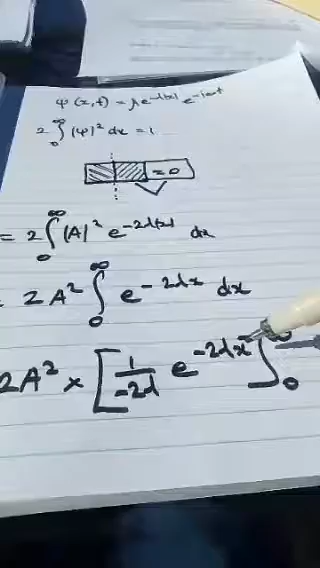 ψ(x,t) = Ae^-λ|x| e^-iωt
2 ∫₀^∞ |ψ|² dx = 1
= 0
= 2 ∫₀^∞ |A|² e^-2λ|x| dx
= 2A² ∫₀^∞ e^-2λx dx
2A² × [ 1/-2λ e^-2λx ]₀^∞